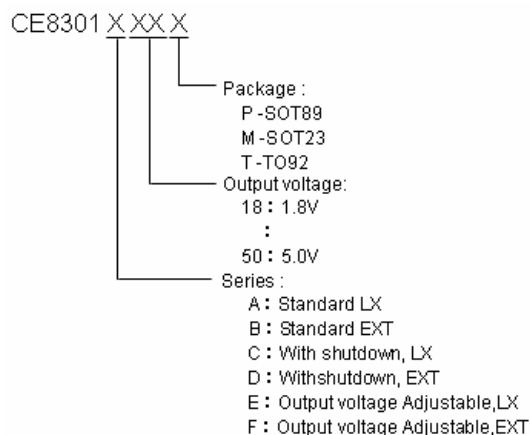 CE8301 X XX X
Package :
P -SOT89
M -SOT23
T -TO92
Output voltage:
18 : 1.8V
:
50 : 5.0V
Series :
A : Standard LX
B : Standard EXT
C : With shutdown, LX
D : Withshutdown, EXT
E : Output voltage Adjustable,LX
F : Output voltage Adjustable,EXT